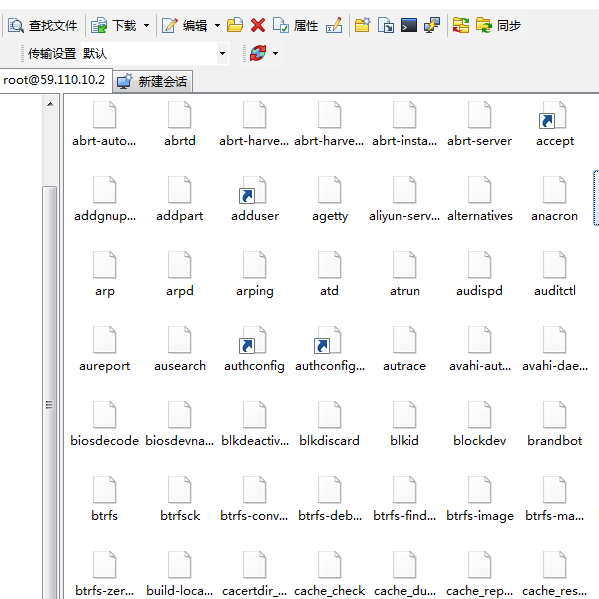 查找文件 下载 编辑 属性 同步
传输设置 默认
root@59.110.10.2 新建会话
abrt-auto... abrtd abrt-harve... abrt-harve... abrt-insta... abrt-server accept
addgnup... addpart adduser agetty aliyun-serv... alternatives anacron
arp arpd arping atd atrun audispd auditctl
aureport ausearch authconfig authconfig... autrace avahi-aut... avahi-dae...
biosdecode biosdevna... blkdeactiv... blkdiscard blkid blockdev brandbot
btrfs btrfsck btrfs-conv... btrfs-deb... btrfs-find... btrfs-image btrfs-ma...
btrfs-zer... build-loca... cacertdir_... cache_check cache_du... cache_rep... cache_res...